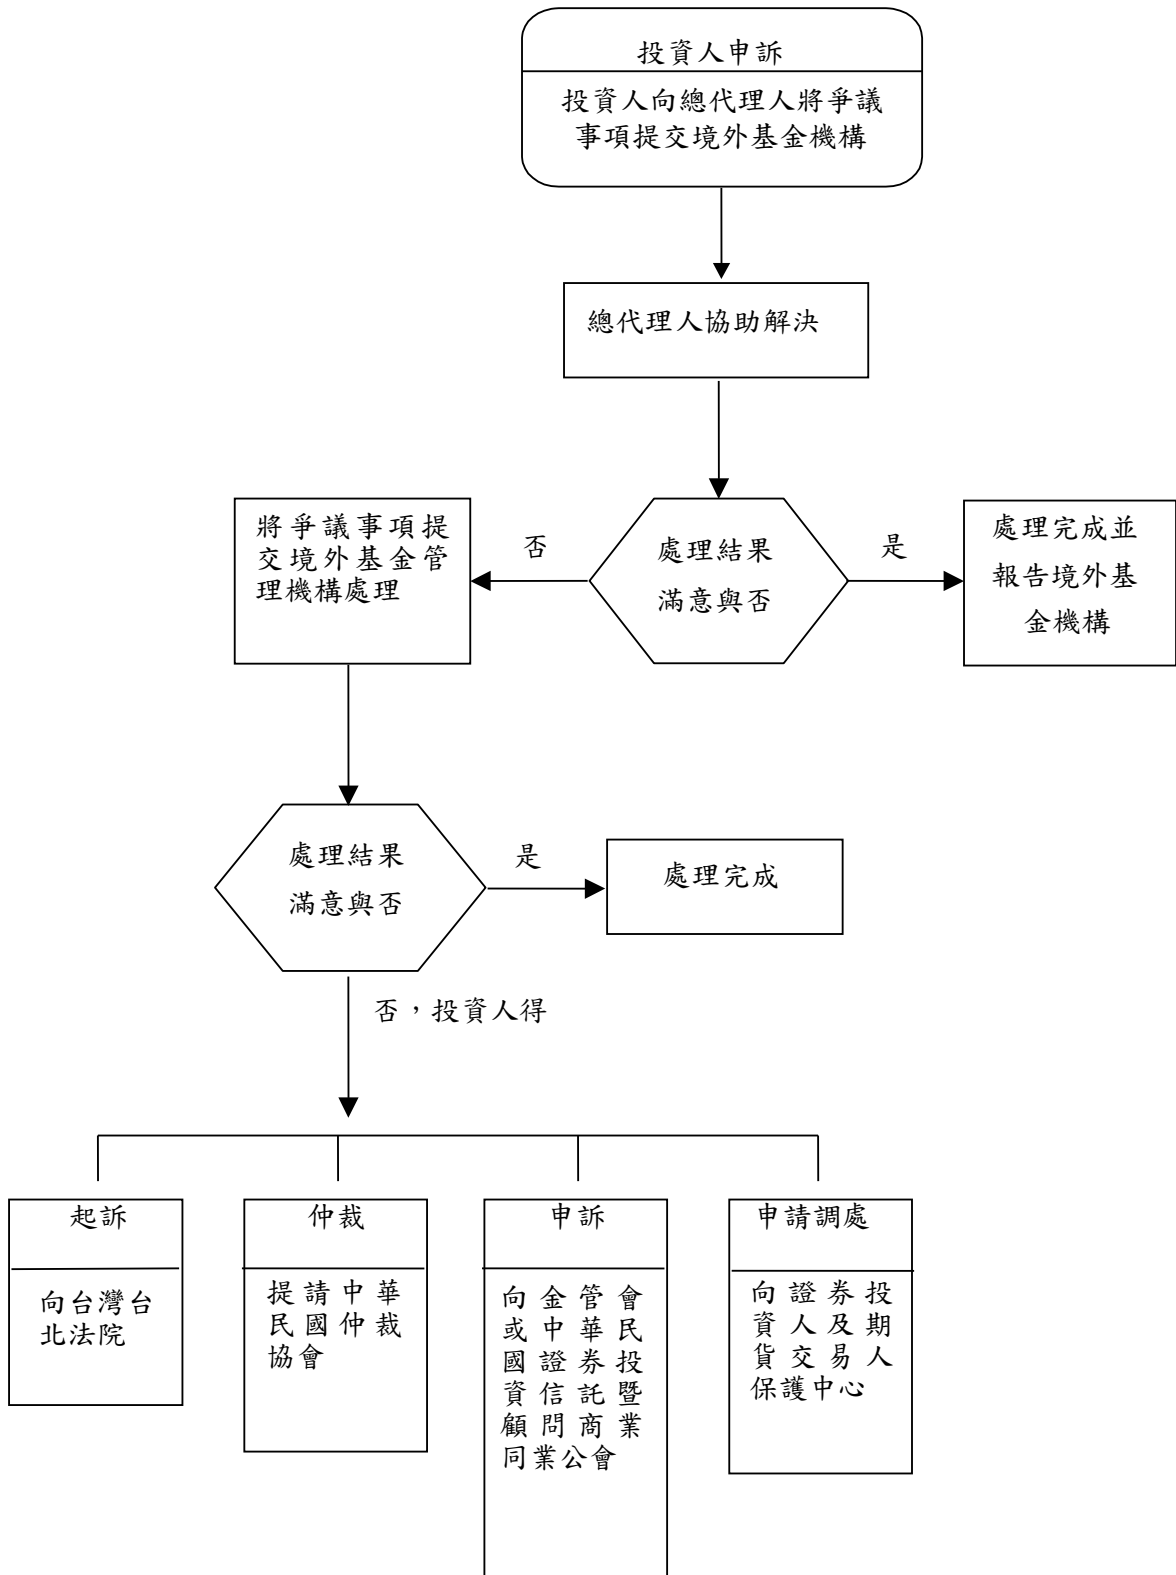 投資人申訴
投資人向總代理人將爭議
事項提交境外基金機構
總代理人協助解決
將爭議事項提
交境外基金管
理機構處理
否
處理結果
滿意與否
是
處理完成並
報告境外基
金機構
處理結果
滿意與否
是
處理完成
否，投資人得
起訴
向台灣台
北法院
仲裁
提請中華
民國仲裁
協會
申訴
向金管會
或中華民
國證券投
資信託暨
顧問商業
同業公會
申請調處
向證券投
資人及期
貨交易人
保護中心